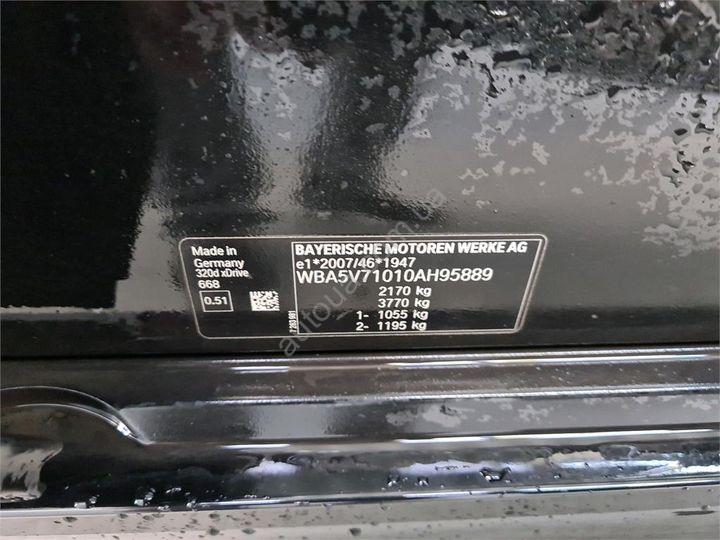 Made in
Germany
320d xDrive
668
0.51
BAYERISCHE MOTOREN WERKE AG
e1*2007/46*1947
WBA5V71010AH95889
2170 kg
3770 kg
1- 1055 kg
2- 1195 kg